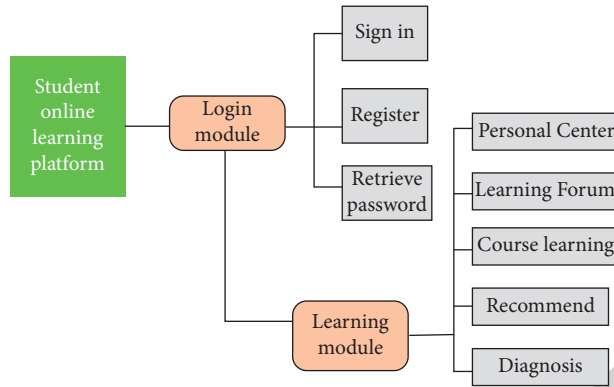 Student
online
learning
platform
Login
module
Sign in
Register
Retrieve
password
Learning
module
Personal Center
Learning Forum
Course learning
Recommend
Diagnosis